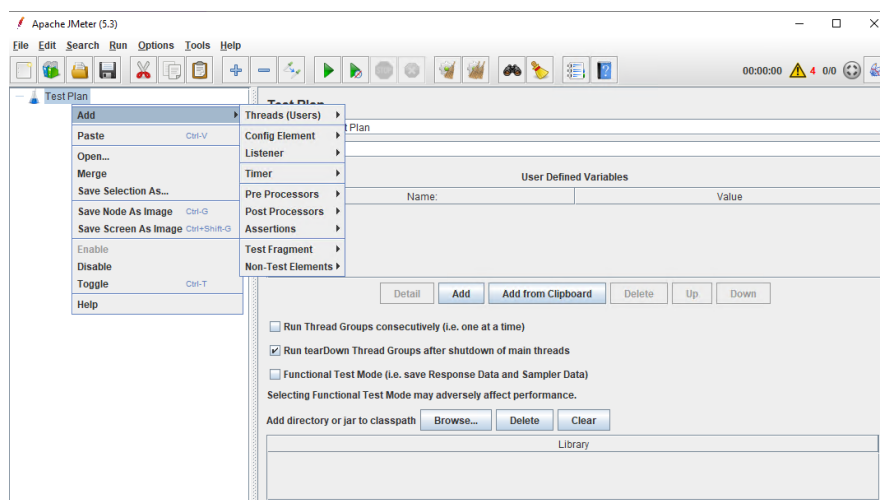 Apache JMeter (5.3)
File Edit Search Run Options Tools Help
00:00:00 4 0/0
Test Plan
Add
Paste Ctrl-V
Open...
Merge
Save Selection As...
Save Node As Image Ctrl-G
Save Screen As Image Ctrl+Shift-G
Enable
Disable
Toggle Ctrl-T
Help
Threads (Users)
Config Element
Listener
Timer
Pre Processors
Post Processors
Assertions
Test Fragment
Non-Test Elements
Test Plan
Plan
User Defined Variables
Name: Value
Detail Add Add from Clipboard Delete Up Down
Run Thread Groups consecutively (i.e. one at a time)
Run tearDown Thread Groups after shutdown of main threads
Functional Test Mode (i.e. save Response Data and Sampler Data)
Selecting Functional Test Mode may adversely affect performance.
Add directory or jar to classpath Browse... Delete Clear
Library